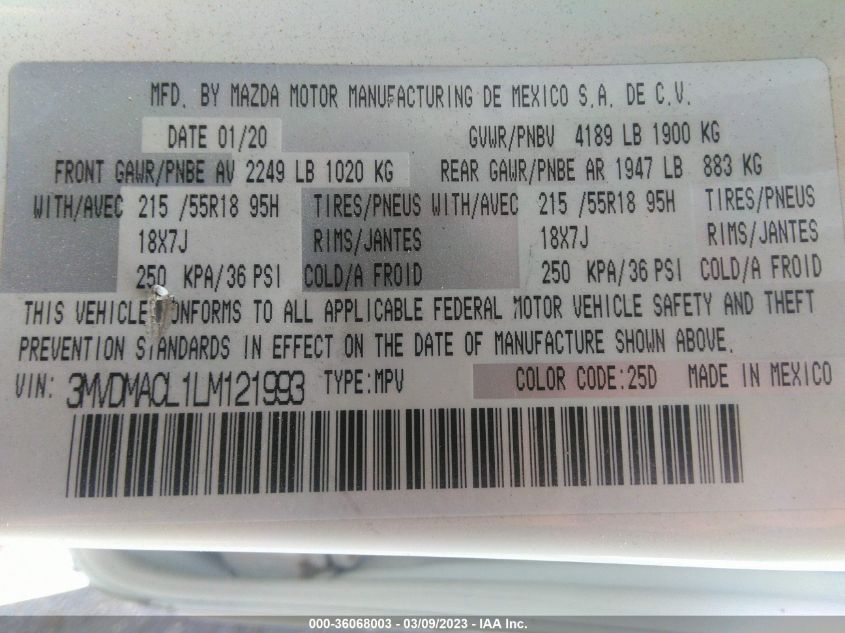 MFD. BY MAZDA MOTOR MANUFACTURING DE MEXICO S.A. DE C.V.
DATE 01/20 GVWR/PNBV 4189 LB 1900 KG
FRONT GAWR/PNBE AV 2249 LB 1020 KG REAR GAWR/PNBE AR 1947 LB 883 KG
WITH/AVEC 215 /55R18 95H TIRES/PNEUS WITH/AVEC 215 /55R18 95H TIRES/PNEUS
18X7J RIMS/JANTES 18X7J RIMS/JANTES
250 KPA/36 PSI COLD/A FROID 250 KPA/36 PSI COLD/A FROID
THIS VEHICLE CONFORMS TO ALL APPLICABLE FEDERAL MOTOR VEHICLE SAFETY AND THEFT
PREVENTION STANDARDS IN EFFECT ON THE DATE OF MANUFACTURE SHOWN ABOVE.
VIN: 3MVDMACL1LM121993 TYPE:MPV COLOR CODE:25D MADE IN MEXICO
000-36068003 - 03/09/2023 - IAA Inc.